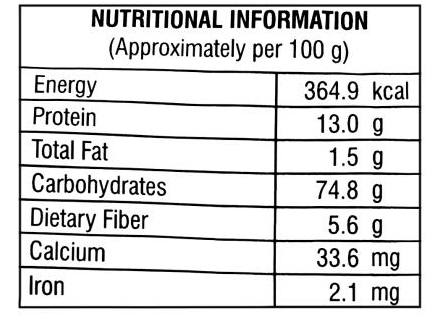 NUTRITIONAL INFORMATION
(Approximately per 100 g)
Energy 364.9 kcal
Protein 13.0 g
Total Fat 1.5 g
Carbohydrates 74.8 g
Dietary Fiber 5.6 g
Calcium 33.6 mg
Iron 2.1 mg